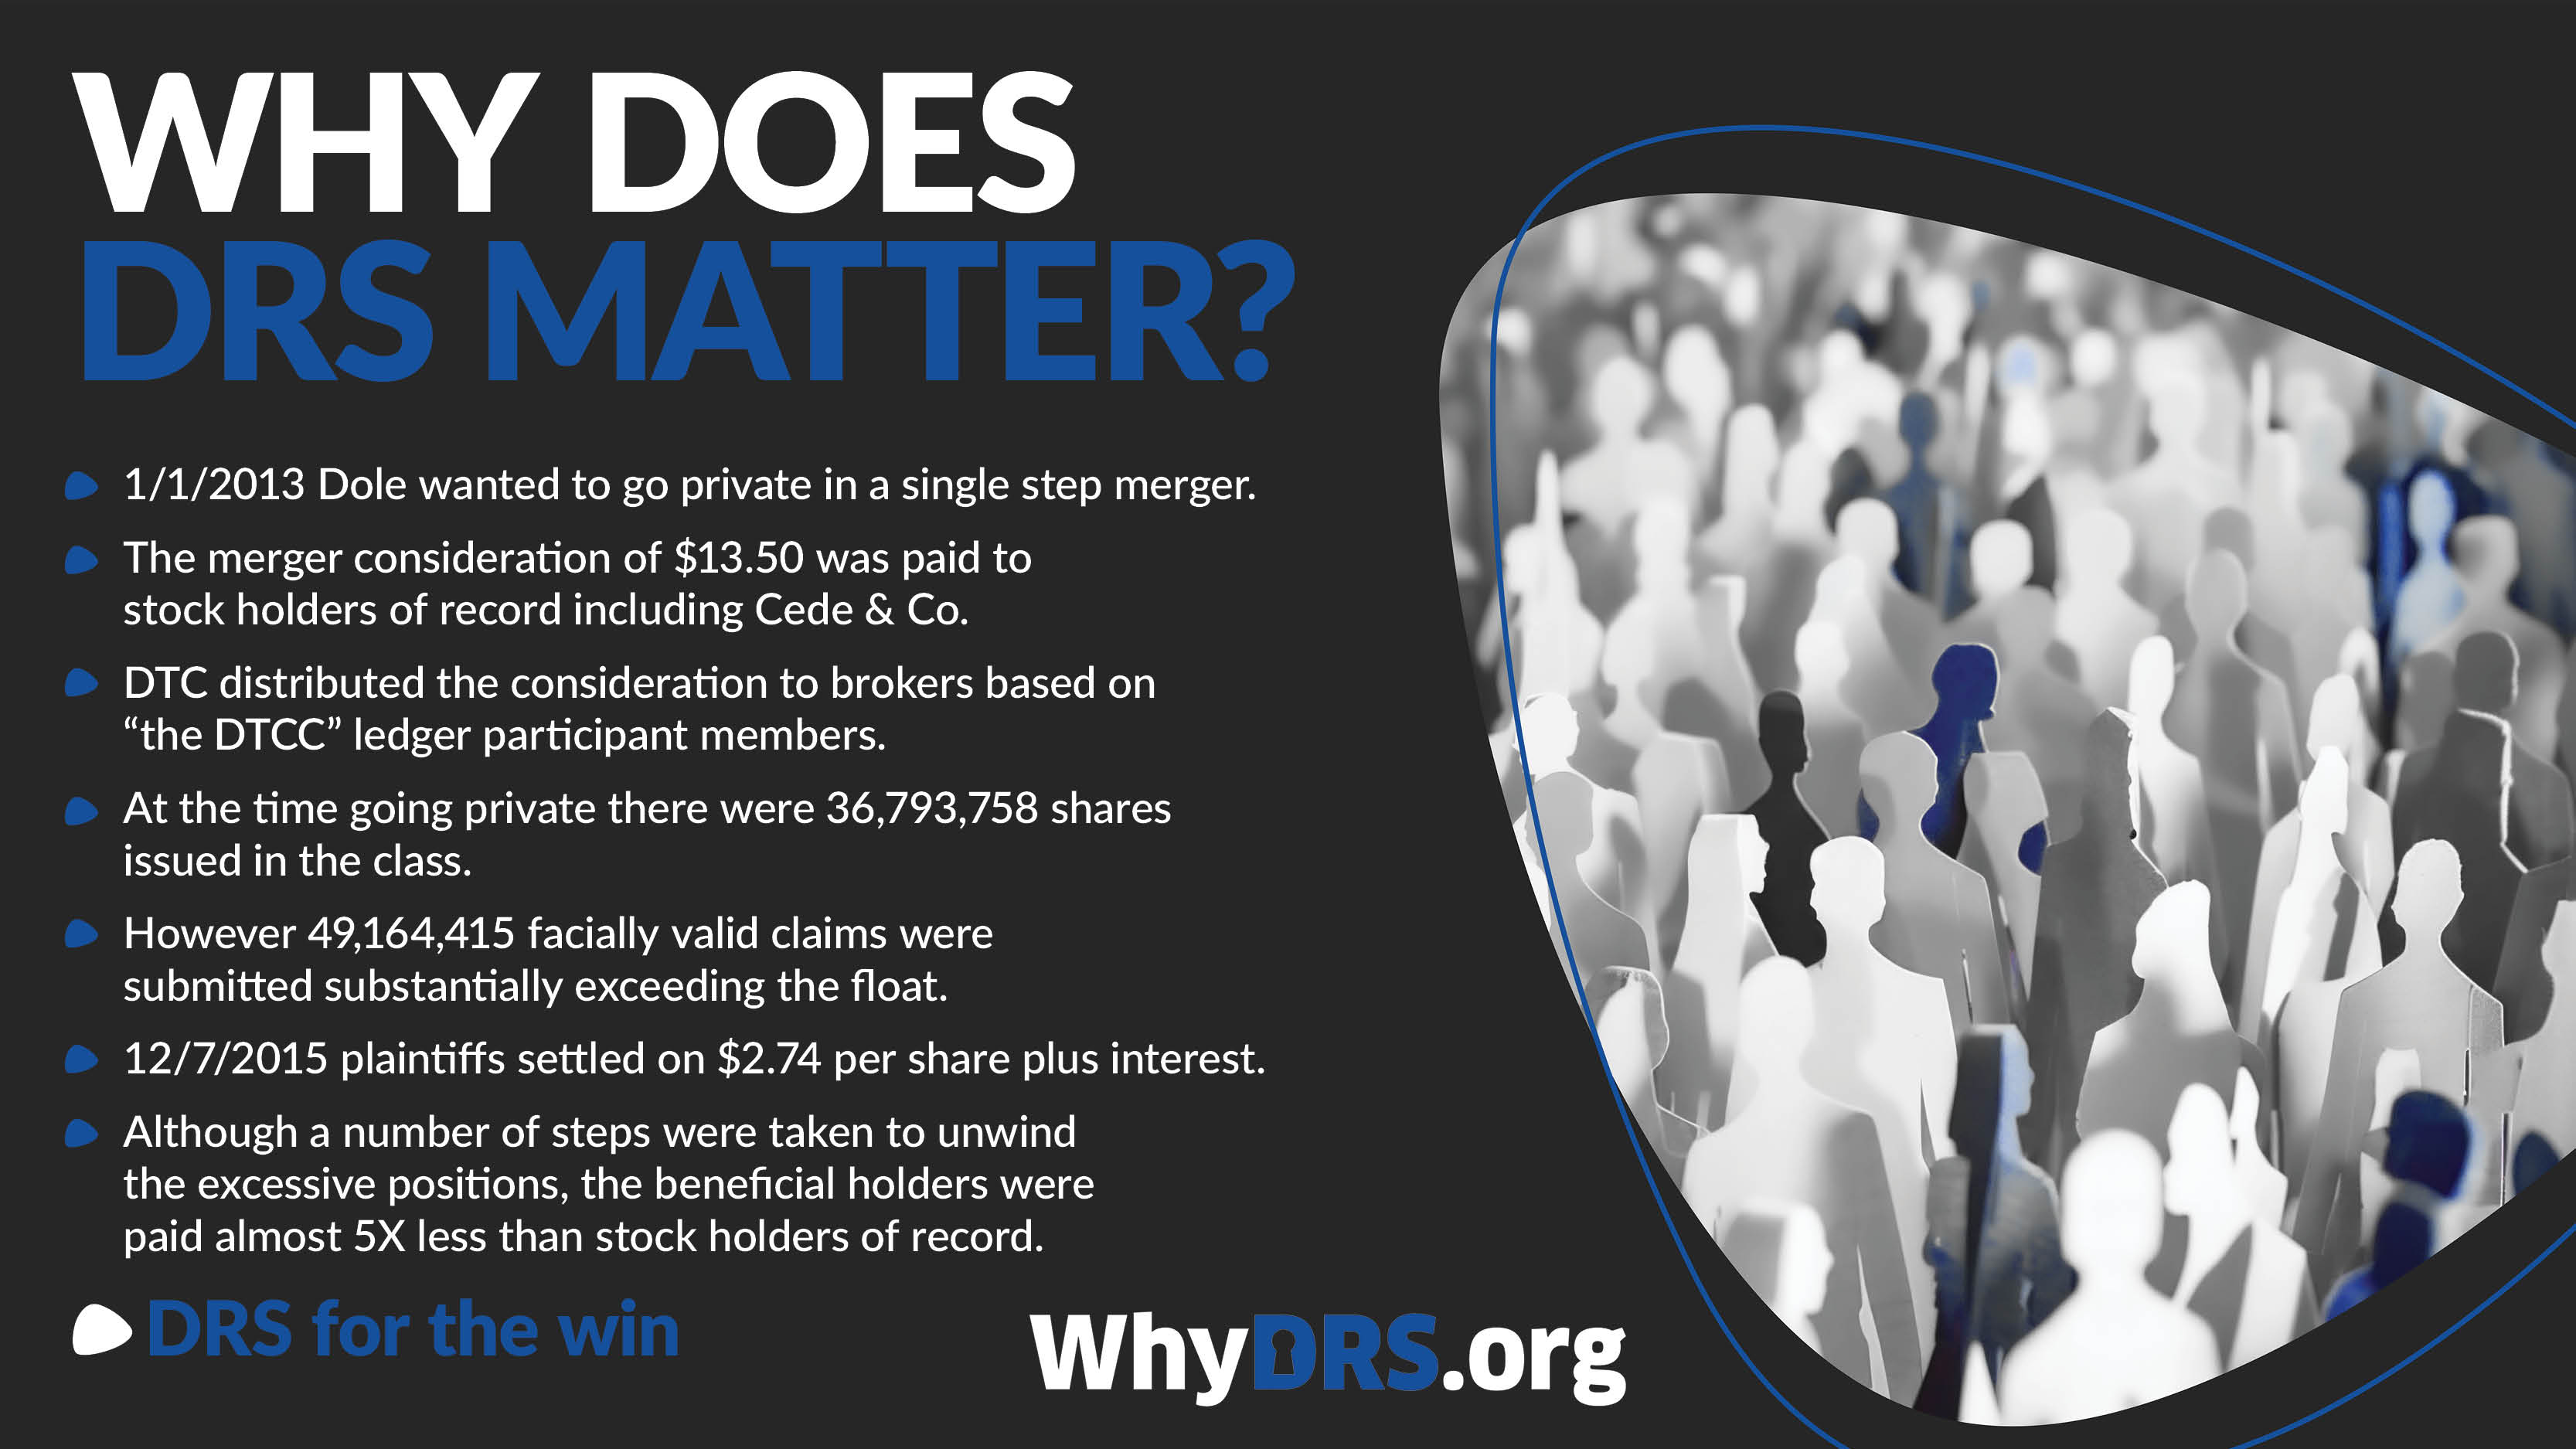 WHY DOES
DRS MATTER?
1/1/2013 Dole wanted to go private in a single step merger.
The merger consideration of $13.50 was paid to
stock holders of record including Cede & Co.
DTC distributed the consideration to brokers based on
“the DTCC” ledger participant members.
At the time going private there were 36,793,758 shares
issued in the class.
However 49,164,415 facially valid claims were
submitted substantially exceeding the float.
12/7/2015 plaintiffs settled on $2.74 per share plus interest.
Although a number of steps were taken to unwind
the excessive positions, the beneficial holders were
paid almost 5X less than stock holders of record.
DRS for the win
WhyDRS.org